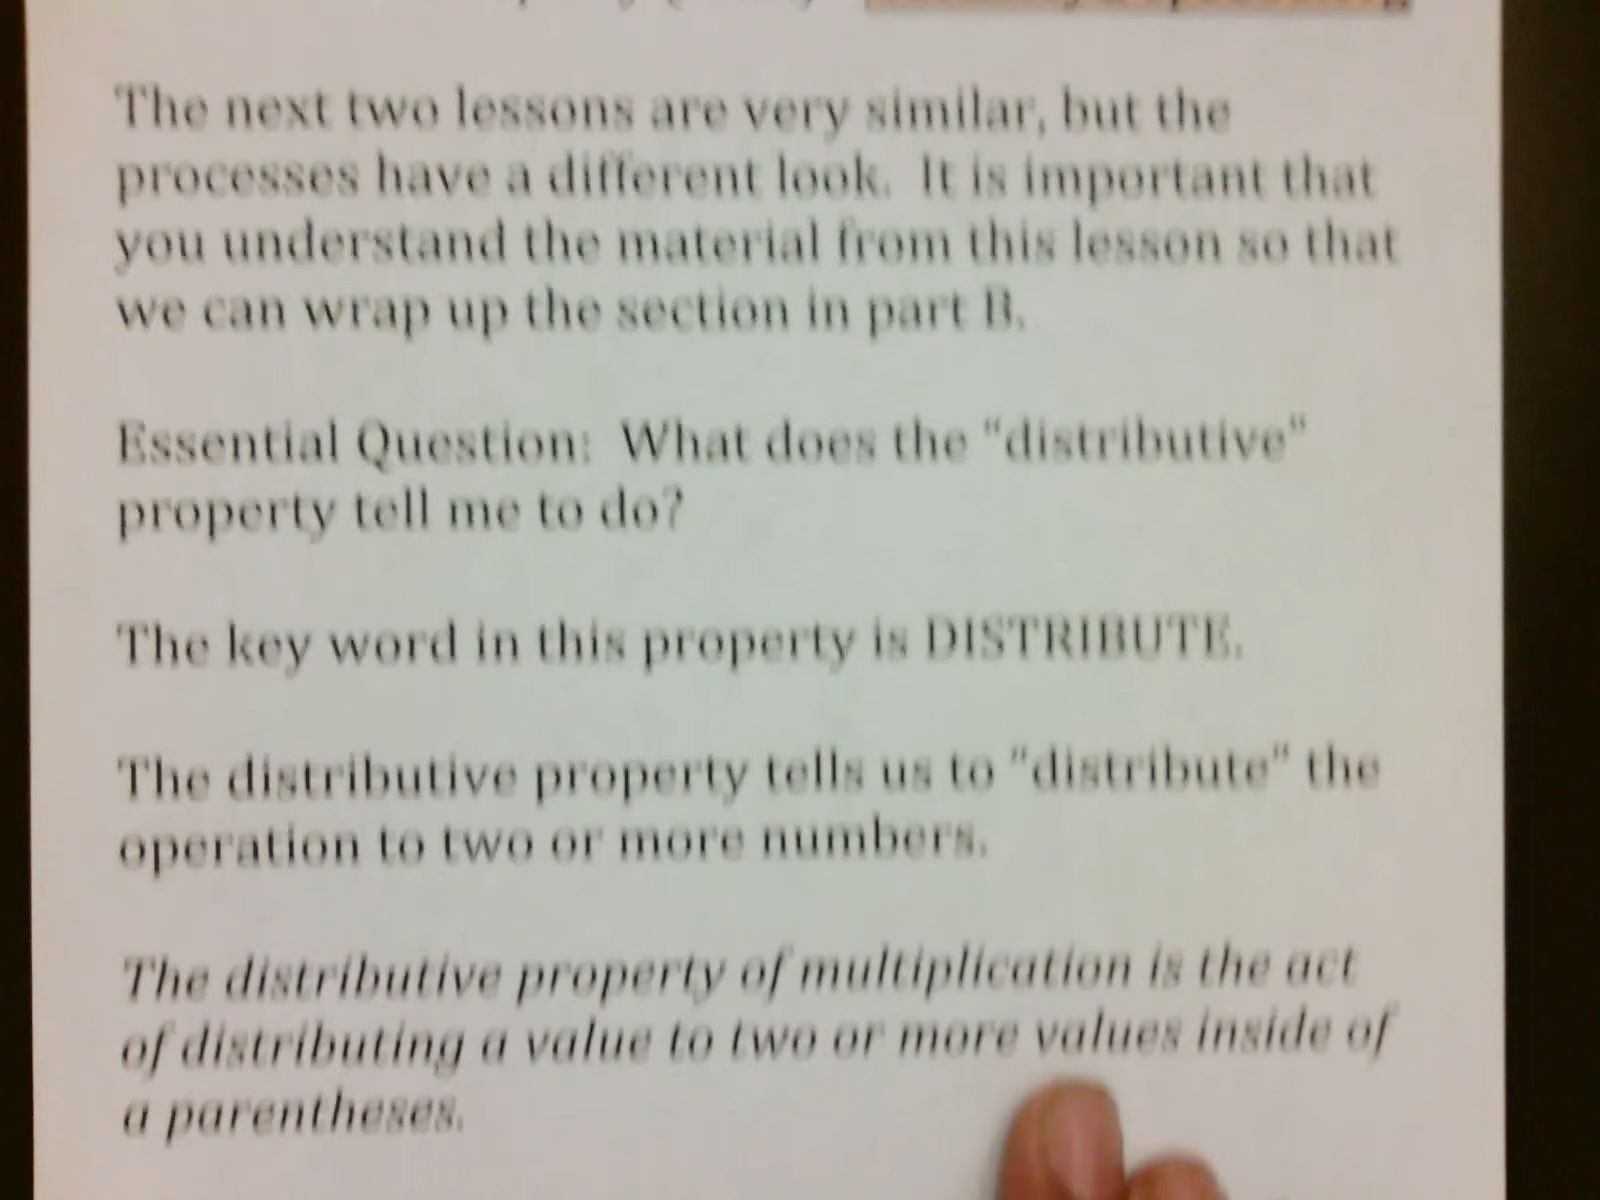 The next two lessons are very similar, but the
processes have a different look.  It is important that
you understand the material from this lesson so that
we can wrap up the section in part B.
Essential Question:  What does the "distributive"
property tell me to do?
The key word in this property is DISTRIBUTE.
The distributive property tells us to "distribute" the
operation to two or more numbers.
The distributive property of multiplication is the act
of distributing a value to two or more values inside of
a parentheses.